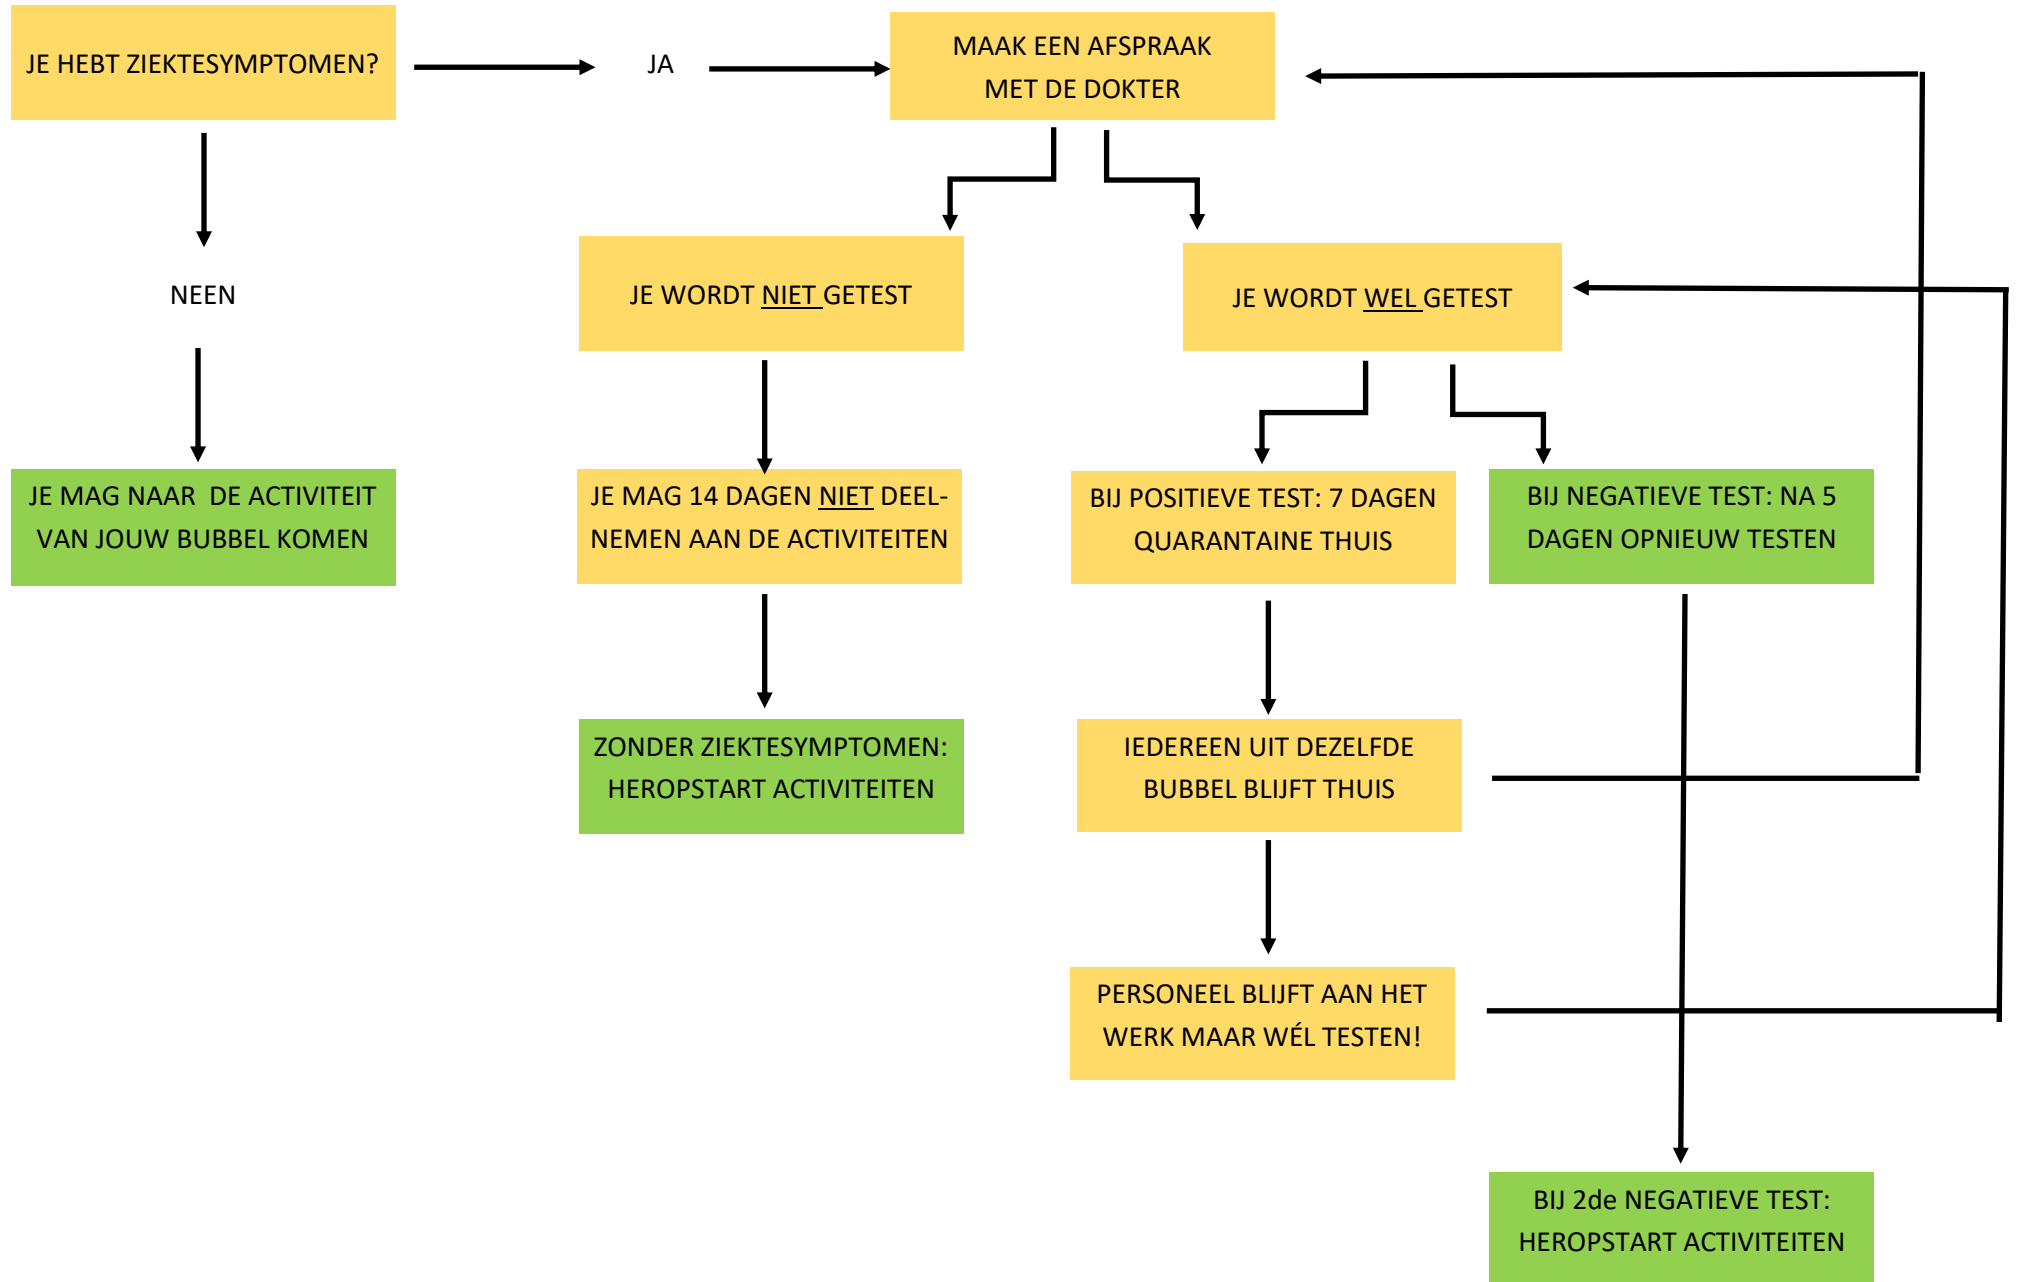 JE HEBT ZIEKTESYMPTOMEN?
JA
MAAK EEN AFSPRAAK
MET DE DOKTER
NEEN
JE WORDT NIET GETEST
JE WORDT WEL GETEST
JE MAG NAAR DE ACTIVITEIT
VAN JOUW BUBBEL KOMEN
JE MAG 14 DAGEN NIET DEEL-
NEMEN AAN DE ACTIVITEITEN
BIJ POSITIEVE TEST: 7 DAGEN
QUARANTAINE THUIS
BIJ NEGATIEVE TEST: NA 5
DAGEN OPNIEUW TESTEN
ZONDER ZIEKTESYMPTOMEN:
HEROPSTART ACTIVITEITEN
IEDEREEN UIT DEZELFDE
BUBBEL BLIJFT THUIS
PERSONEEL BLIJFT AAN HET
WERK MAAR WÉL TESTEN!
BIJ 2de NEGATIEVE TEST:
HEROPSTART ACTIVITEITEN